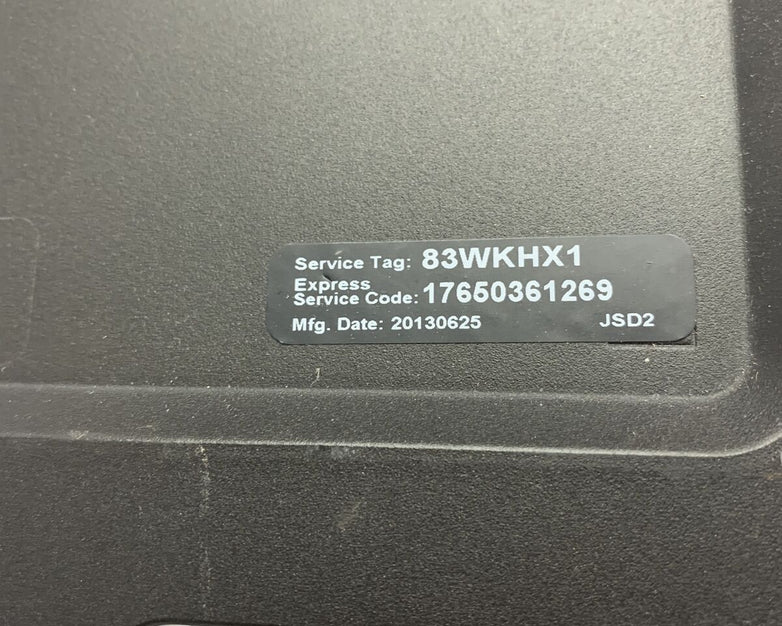 Service Tag: 83WKHX1
Express
Service Code: 17650361269
Mfg. Date: 20130625 JSD2